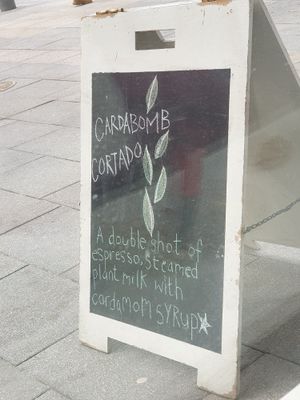 CARDABOMB
CORTADO
A double shot of
espresso, steamed
plant milk with
cardamom SYRUP